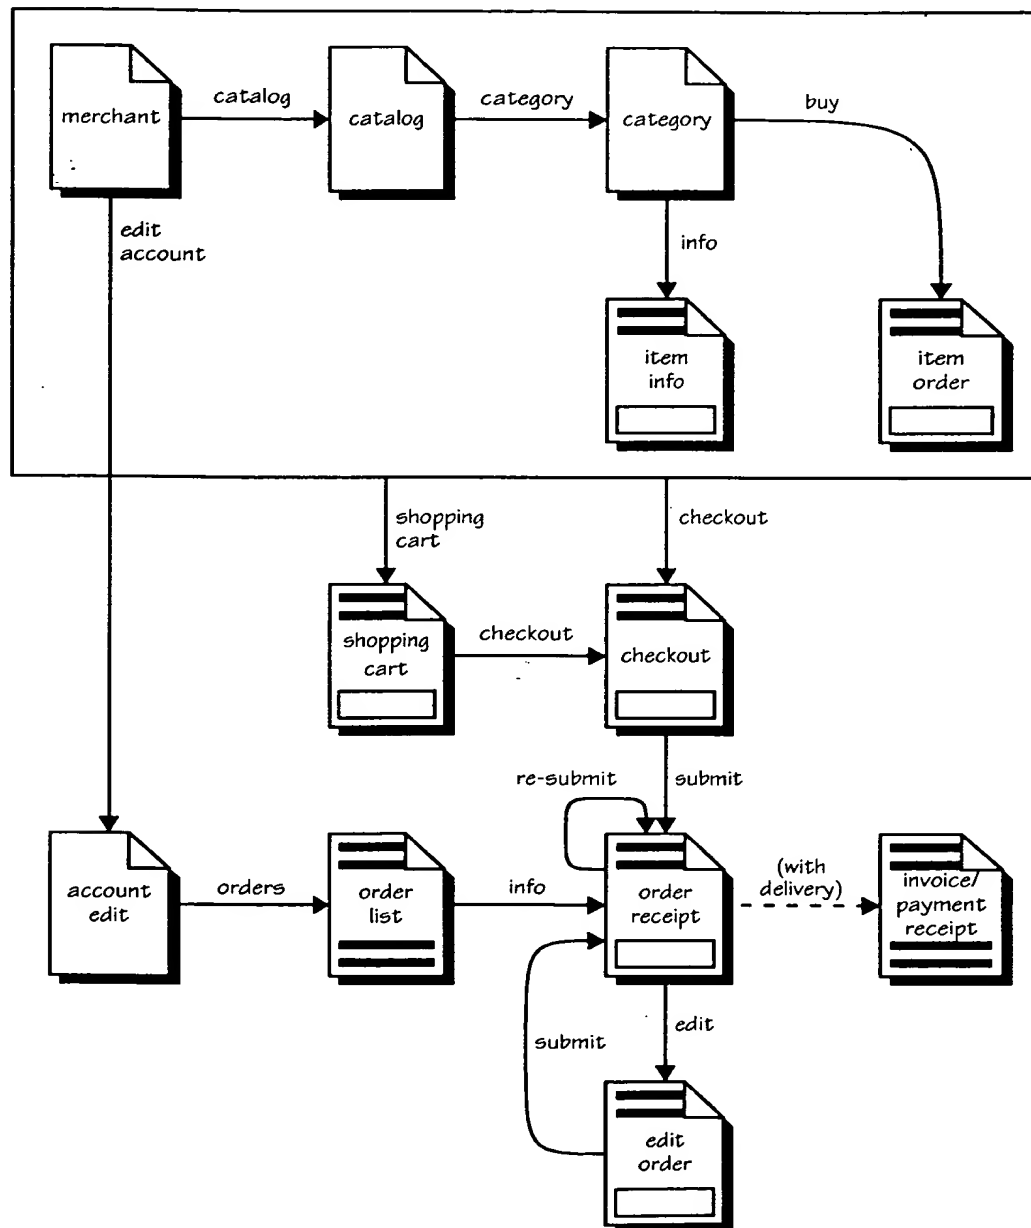 merchant
catalog
catalog
category
category
buy
edit
account
info
item
info
item
order
shopping
cart
checkout
shopping
cart
checkout
checkout
re-submit
submit
account
edit
orders
order
list
info
order
receipt
(with
delivery)
invoice/
payment
receipt
submit
edit
edit
order